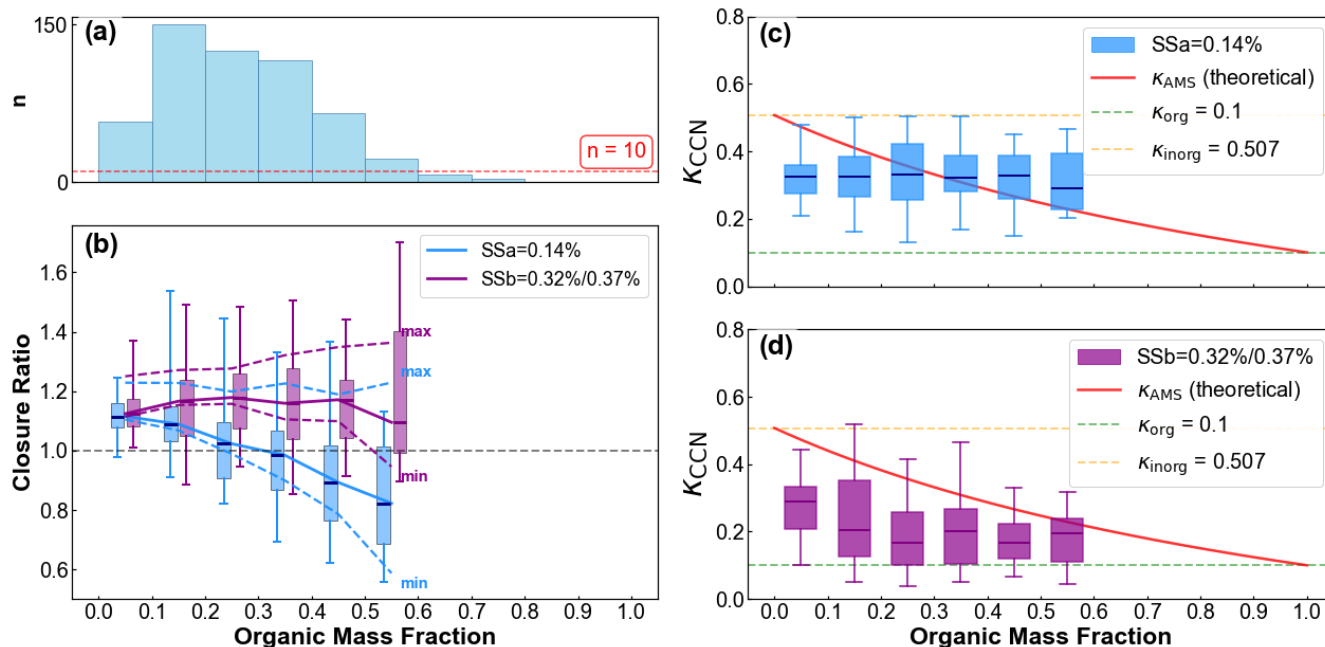 (a)
150
n
0
n = 10
(b)
SSa=0.14%
SSb=0.32%/0.37%
Closure Ratio
1.6
1.4
1.2
1.0
0.8
0.6
max
max
min
min
0.0 0.1 0.2 0.3 0.4 0.5 0.6 0.7 0.8 0.9 1.0
Organic Mass Fraction
(c)
SSa=0.14%
κAMS (theoretical)
κorg = 0.1
κinorg = 0.507
κCCN
0.8
0.6
0.4
0.2
0.0
(d)
SSb=0.32%/0.37%
κAMS (theoretical)
κorg = 0.1
κinorg = 0.507
κCCN
0.8
0.6
0.4
0.2
0.0
0.0 0.1 0.2 0.3 0.4 0.5 0.6 0.7 0.8 0.9 1.0
Organic Mass Fraction